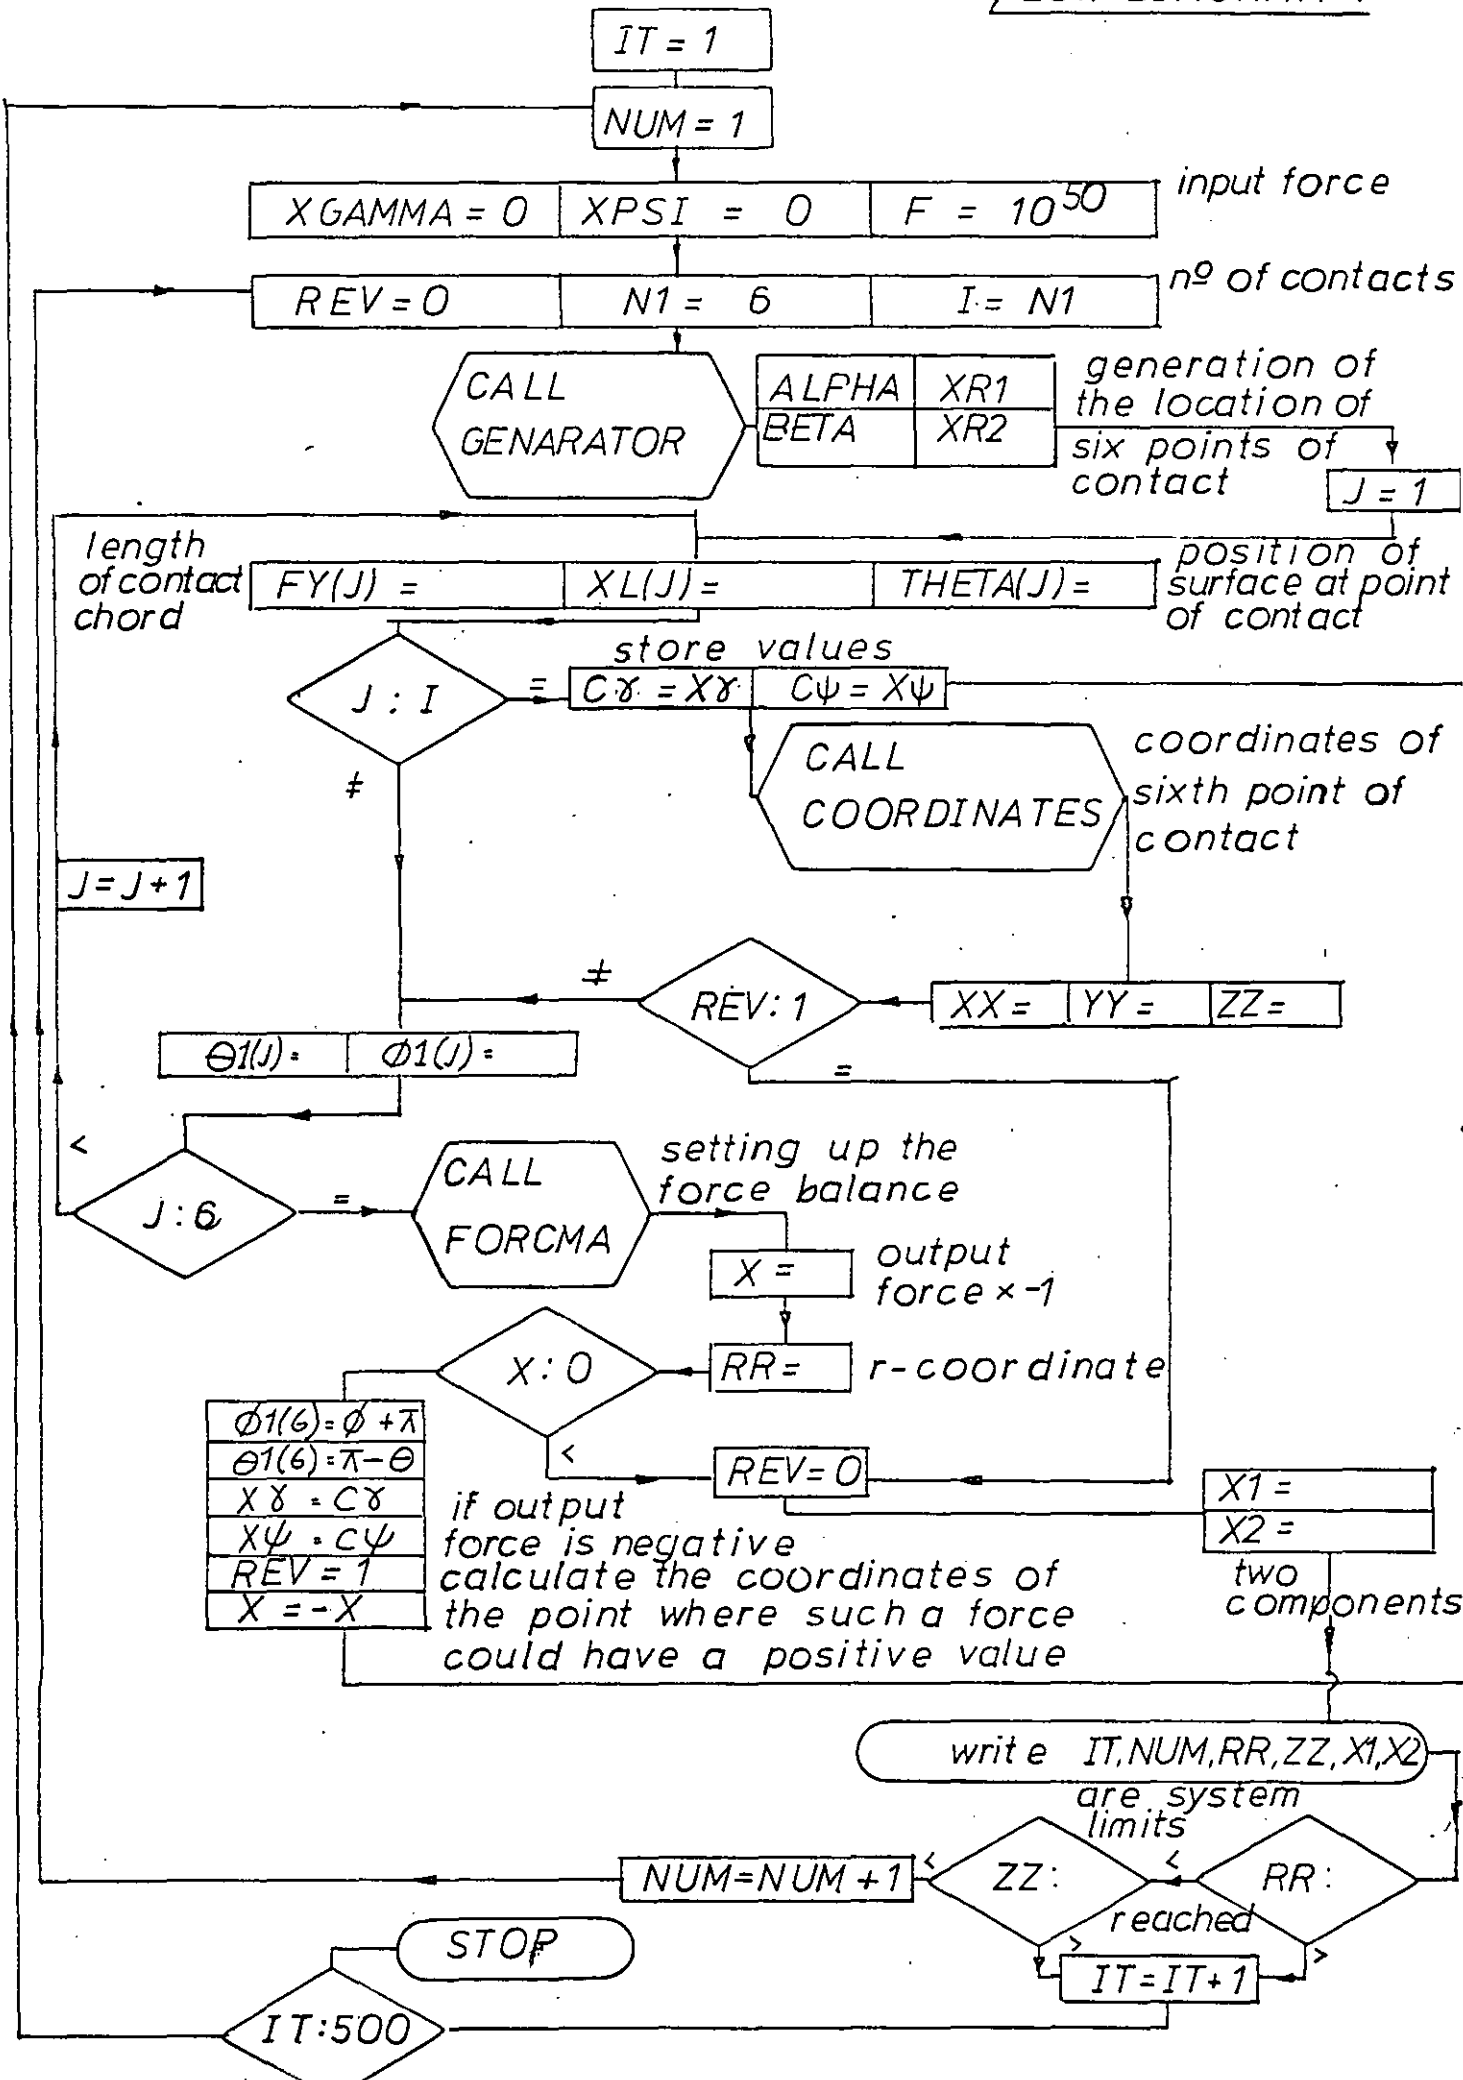 IT = 1
NUM = 1
XGAMMA = 0 XPSI = 0 F = 10^50 input force
REV = 0 N1 = 6 I = N1 nº of contacts
CALL
GENARATOR
ALPHA XR1
BETA XR2
generation of
the location of
six points of
contact
J = 1
length
of contact
chord
FY(J) = XL(J) = THETA(J) =
position of
surface at point
of contact
J : I
=
≠
store values
Cγ = Xγ Cψ = Xψ
CALL
COORDINATES
coordinates of
sixth point of
contact
J = J + 1
REV : 1
≠
=
XX = YY = ZZ =
Θ1(J) = Ø1(J) =
<
J : 6
=
CALL
FORCMA
setting up the
force balance
X =
output
force × -1
X : 0
<
RR = r-coordinate
Ø1(6) = Ø + π
Θ1(6) = π - Θ
Xγ = Cγ
Xψ = Cψ
REV = 1
X = -X
if output
force is negative
calculate the coordinates of
the point where such a force
could have a positive value
REV = 0
X1 =
X2 =
two
components
write IT,NUM,RR,ZZ,X1,X2
are system
limits
reached
RR :
<
>
ZZ :
<
>
NUM=NUM + 1
IT = IT + 1
STOP
IT : 500